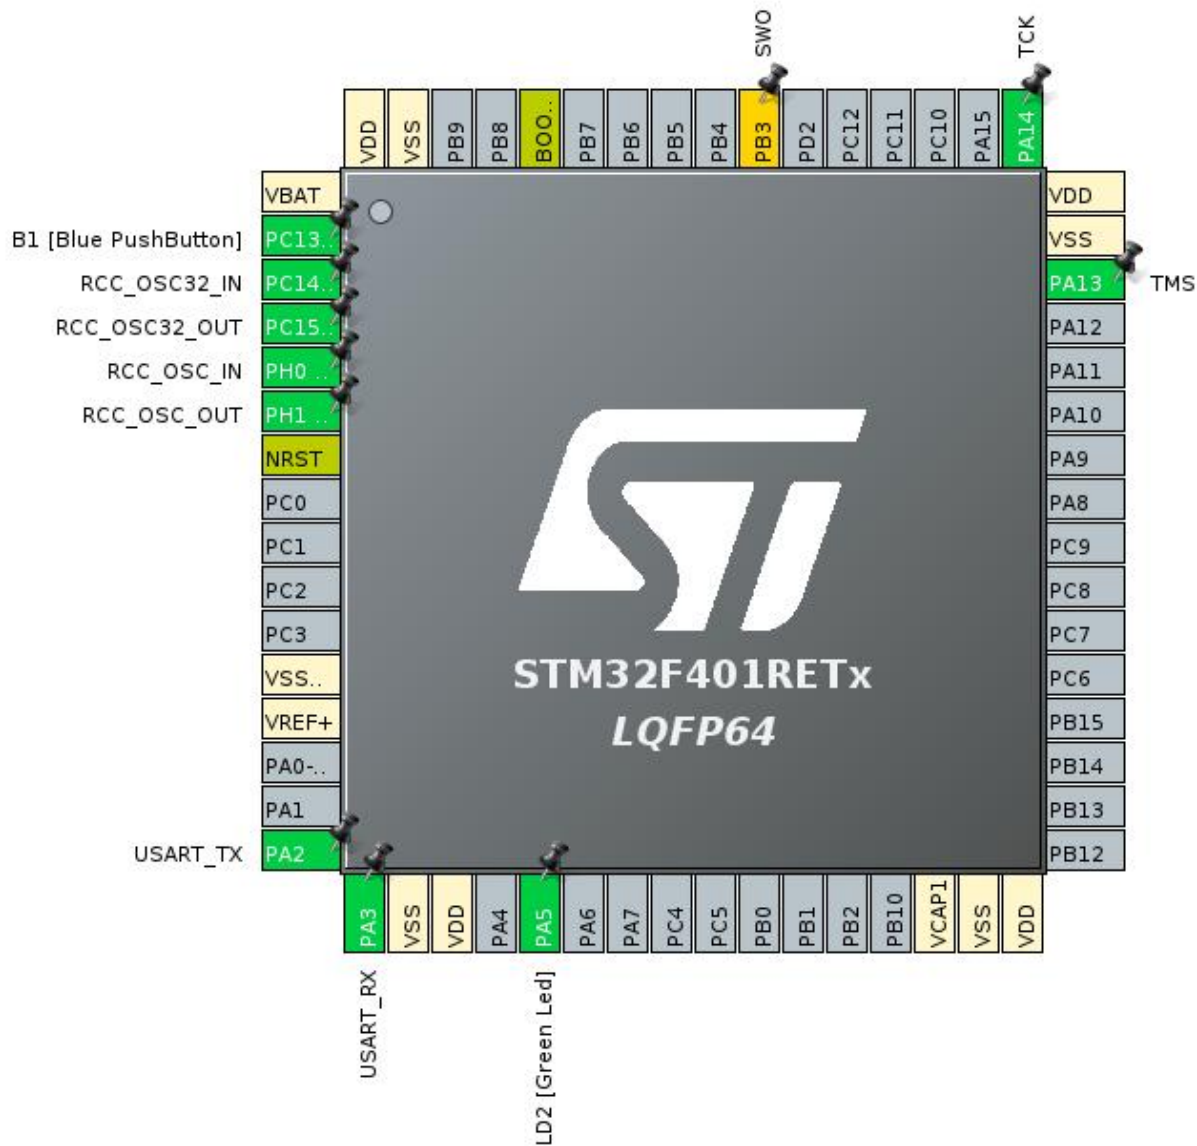 SWO
TCK
VDD
VSS
PB9
PB8
BOO..
PB7
PB6
PB5
PB4
PB3
PD2
PC12
PC11
PC10
PA15
PA14
VBAT
B1 [Blue PushButton]
PC13..
RCC_OSC32_IN
PC14..
RCC_OSC32_OUT
PC15..
RCC_OSC_IN
PH0 ..
RCC_OSC_OUT
PH1 ..
NRST
PC0
PC1
PC2
PC3
VSS..
VREF+
PA0-..
PA1
USART_TX
PA2
VDD
VSS
PA13
TMS
PA12
PA11
PA10
PA9
PA8
PC9
PC8
PC7
PC6
PB15
PB14
PB13
PB12
ST
STM32F401RETx
LQFP64
PA3
VSS
VDD
PA4
PA5
PA6
PA7
PC4
PC5
PB0
PB1
PB2
PB10
VCAP1
VSS
VDD
USART_RX
LD2 [Green Led]